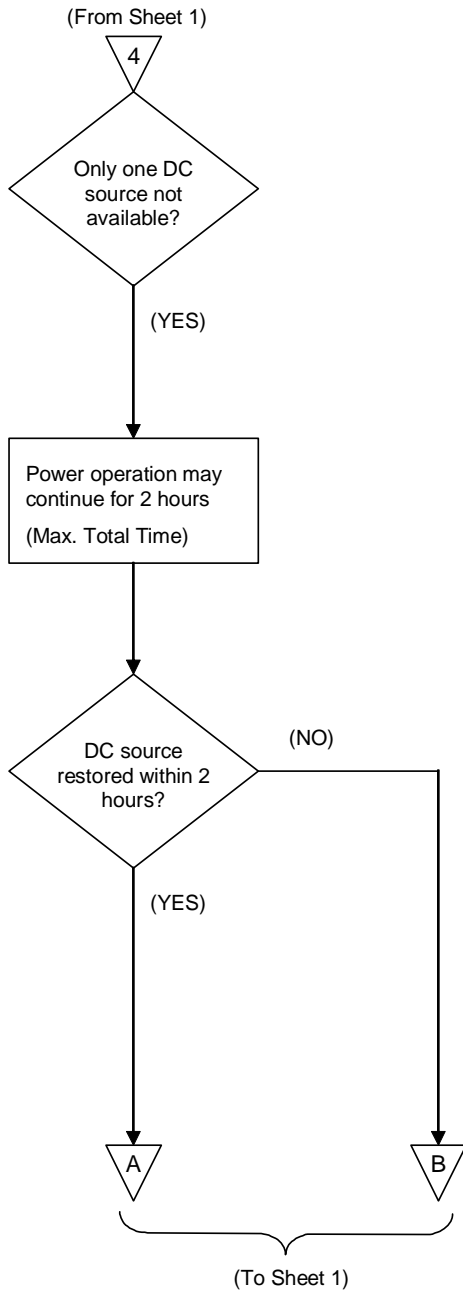 (From Sheet 1)
4
Only one DC
source not
available?
(YES)
Power operation may
continue for 2 hours
(Max. Total Time)
DC source
restored within 2
hours?
(NO)
(YES)
A
B
(To Sheet 1)